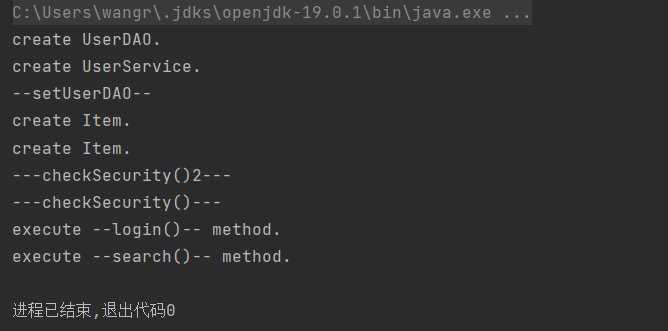 C:\Users\wangr\.jdks\openjdk-19.0.1\bin\java.exe ...
create UserDAO.
create UserService.
--setUserDAO--
create Item.
create Item.
---checkSecurity()2---
---checkSecurity()---
execute --login()-- method.
execute --search()-- method.
进程已结束,退出代码0